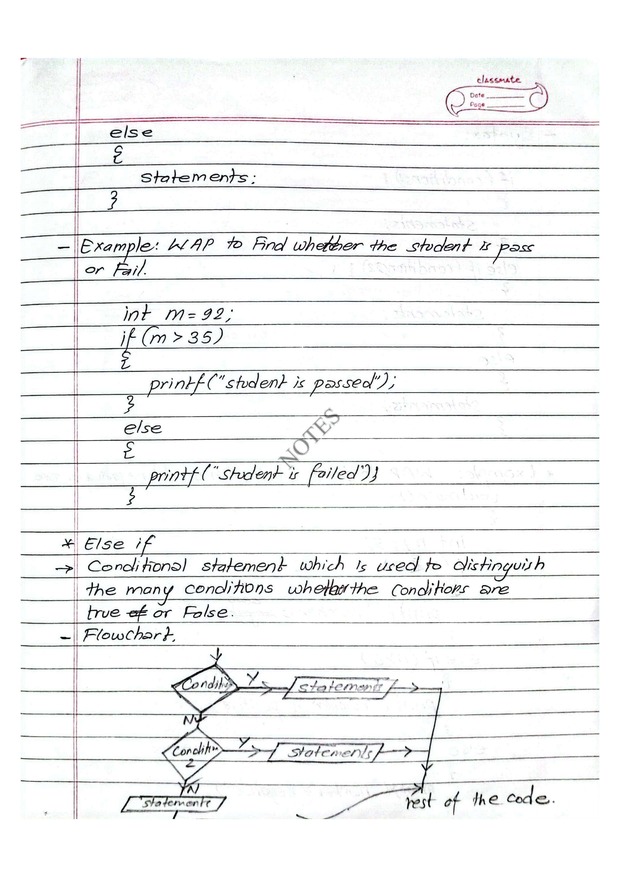 classmate
Date
Page
else
{
statements;
}
- Example: WAP to Find whether the student is pass
or Fail.
int m = 92;
if (m > 35)
{
printf("student is passed");
}
else
{
printf("student is failed");
}
NOTES
* Else if
→ Conditional statement which is used to distinguish
the many conditions whether the conditions are
true or False.
- Flowchart,
Condition Y statements
N
Condition 2 Y statements
N
statements
rest of the code.